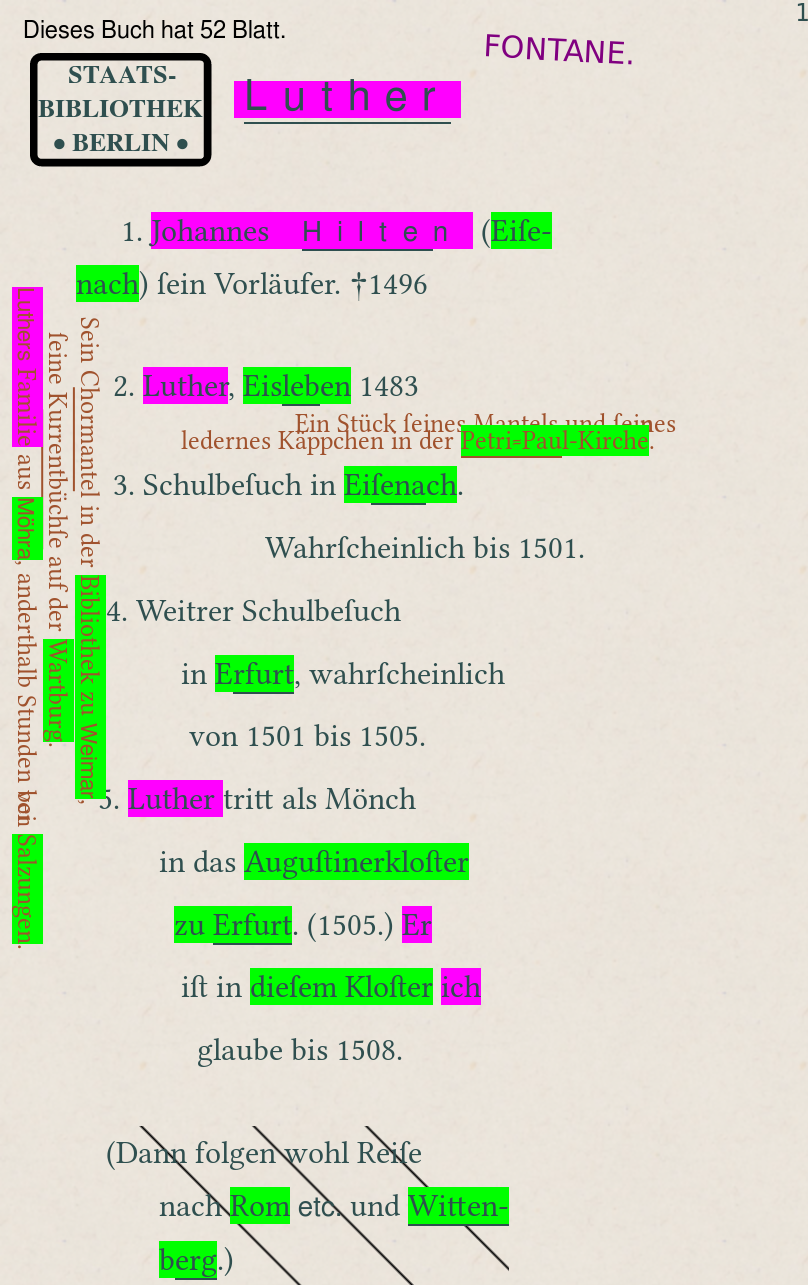 1
Dieses Buch hat 52 Blatt.
FONTANE.
STAATS-
BIBLIOTHEK
• BERLIN •
Luther
1. Johannes Hilten (Eiſe-
nach) ſein Vorläufer. †1496
2. Luther, Eisleben 1483
Ein Stück ſeines Mantels und ſeines
ledernes Käppchen in der Petri-Paul-Kirche.
3. Schulbeſuch in Eiſenach.
Wahrſcheinlich bis 1501.
4. Weitrer Schulbeſuch
in Erfurt, wahrſcheinlich
von 1501 bis 1505.
5. Luther tritt als Mönch
in das Auguſtinerkloſter
zu Erfurt. (1505.) Er
iſt in dieſem Kloſter ich
glaube bis 1508.
(Dann folgen wohl Reiſe
nach Rom etc. und Witten-
berg.)
Sein Chormantel in der Bibliothek zu Weimar,
ſeine Kurrentbüchſe auf der Wartburg.
Luthers Familie aus Möhra, anderthalb Stunden von Salzungen.